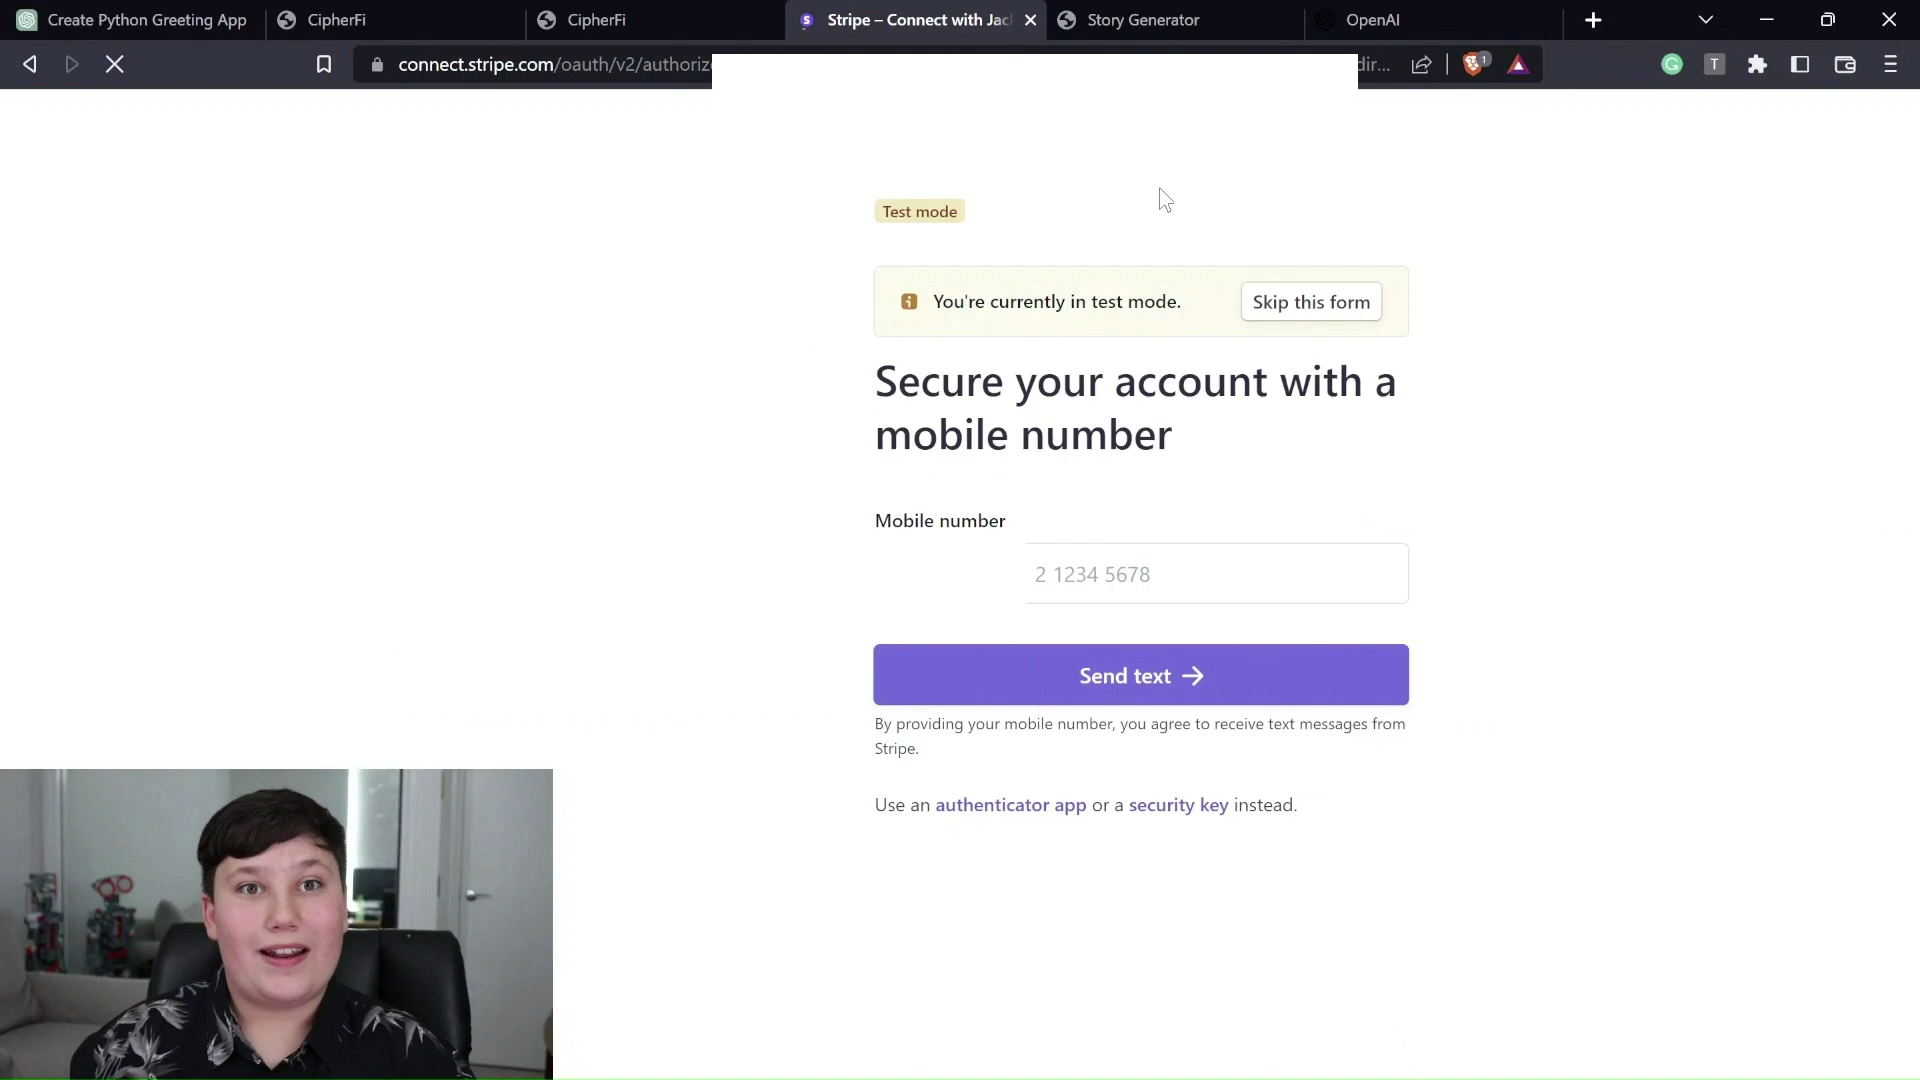 Create Python Greeting App
CipherFi
CipherFi
Stripe – Connect with Jac
Story Generator
OpenAI
connect.stripe.com/oauth/v2/authoriz
dir...
1
T
Test mode
You're currently in test mode.
Skip this form
Secure your account with a
mobile number
Mobile number
2 1234 5678
Send text →
By providing your mobile number, you agree to receive text messages from
Stripe.
Use an authenticator app or a security key instead.